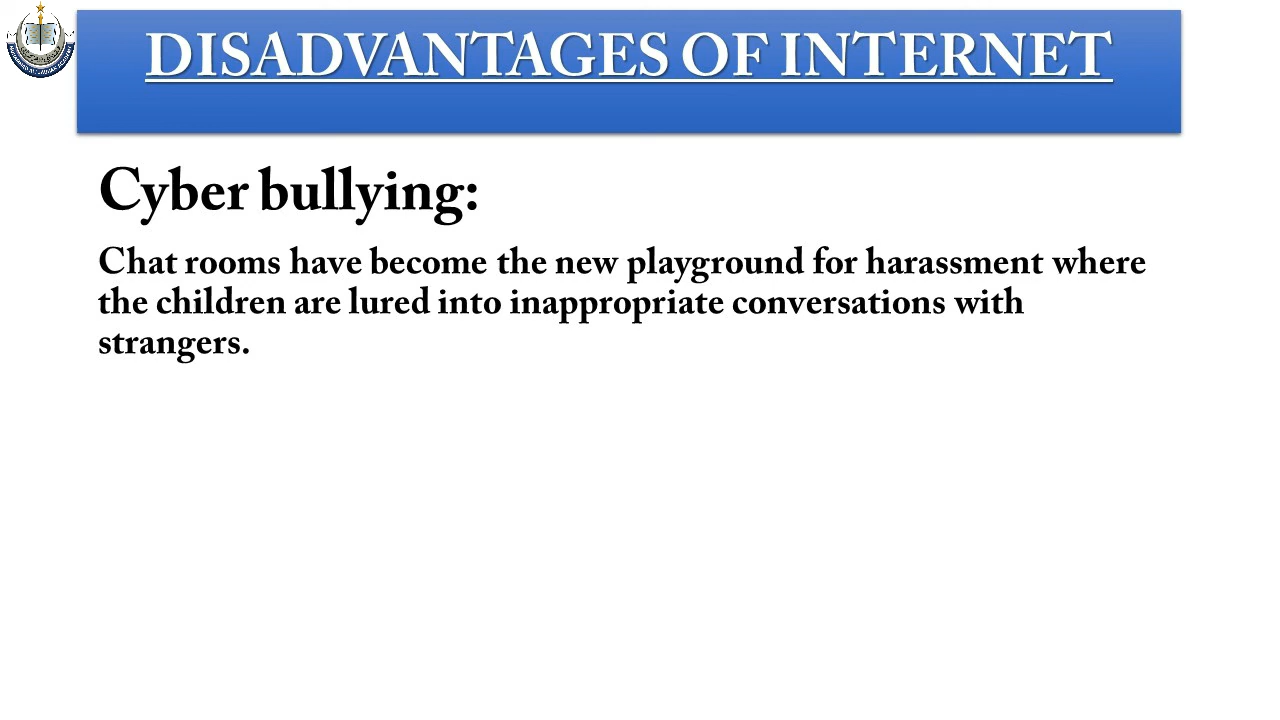 DISADVANTAGES OF INTERNET
Cyber bullying:
Chat rooms have become the new playground for harassment where
the children are lured into inappropriate conversations with
strangers.